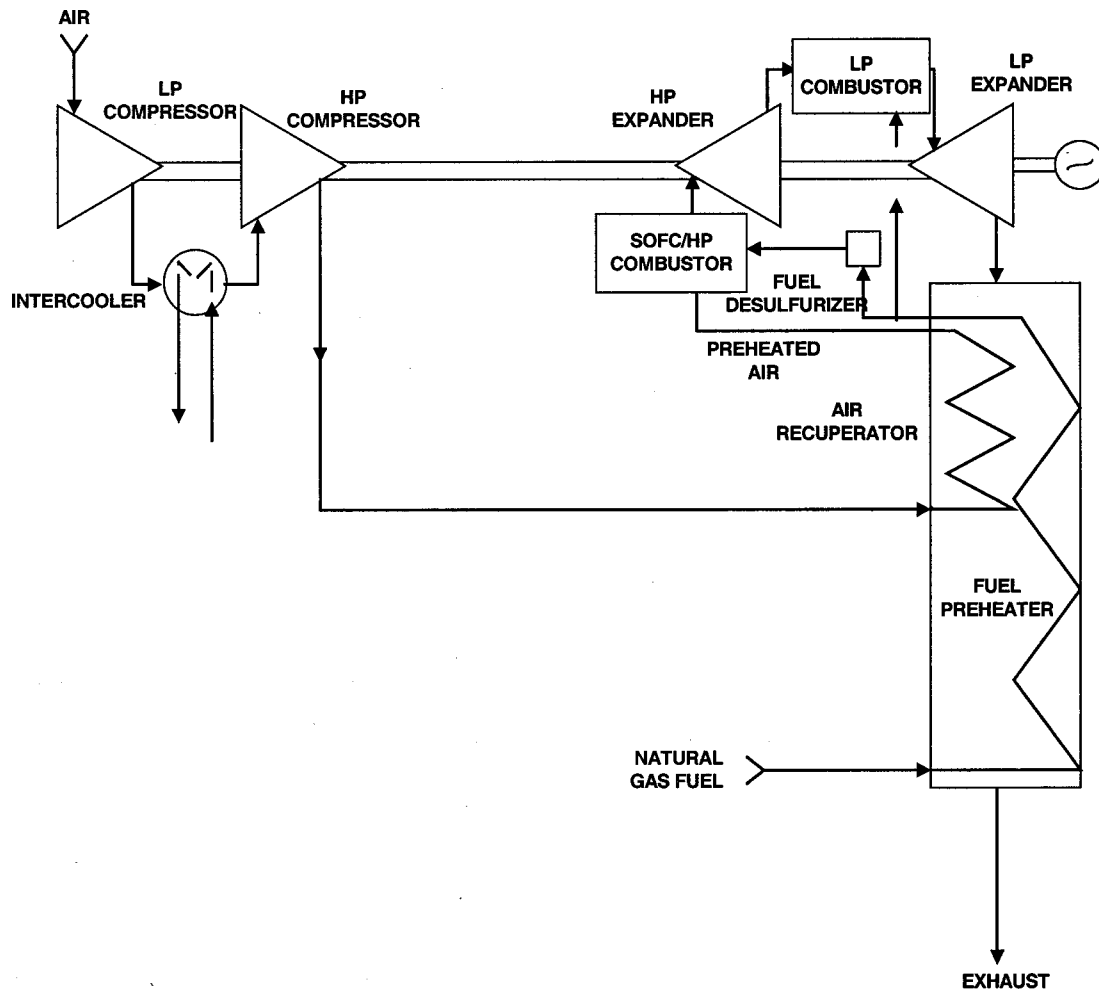 AIR
LP
COMPRESSOR
HP
COMPRESSOR
HP
EXPANDER
LP
COMBUSTOR
LP
EXPANDER
INTERCOOLER
SOFC/HP
COMBUSTOR
FUEL
DESULFURIZER
PREHEATED
AIR
AIR
RECUPERATOR
FUEL
PREHEATER
NATURAL
GAS FUEL
EXHAUST